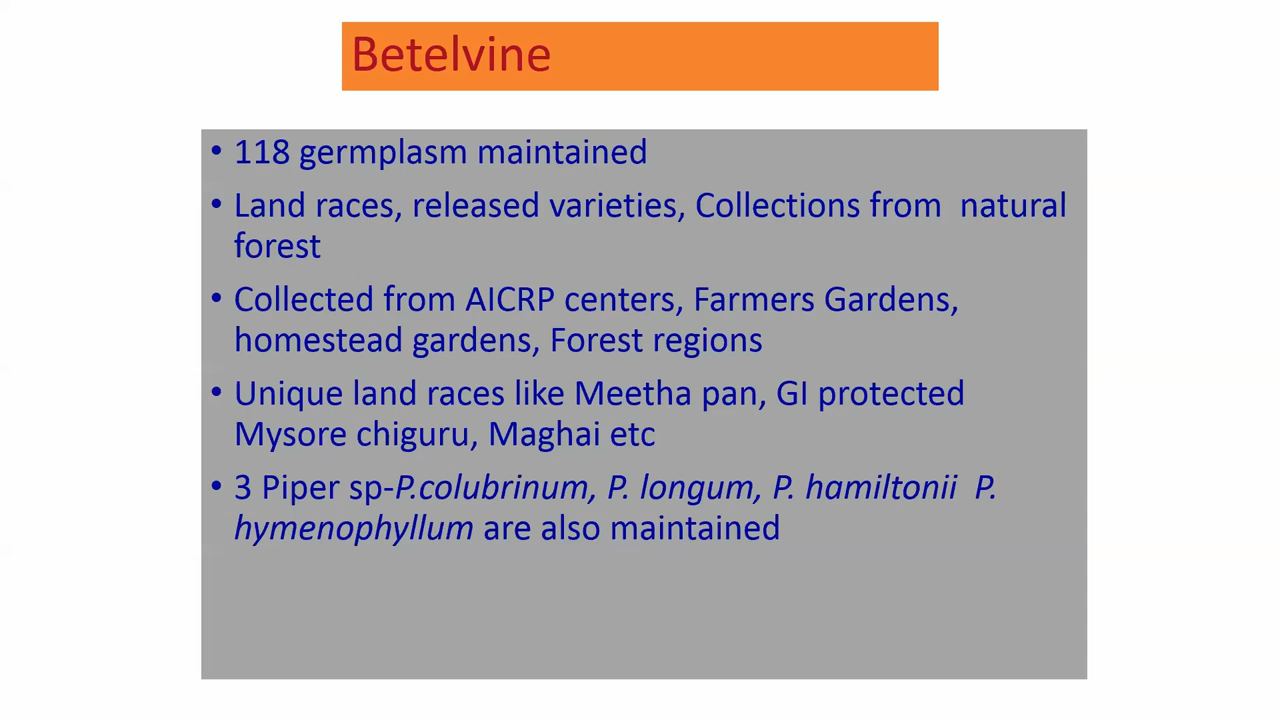 Betelvine
• 118 germplasm maintained
• Land races, released varieties, Collections from  natural
forest
• Collected from AICRP centers, Farmers Gardens,
homestead gardens, Forest regions
• Unique land races like Meetha pan, GI protected
Mysore chiguru, Maghai etc
• 3 Piper sp-P.colubrinum, P. longum, P. hamiltonii  P.
hymenophyllum are also maintained